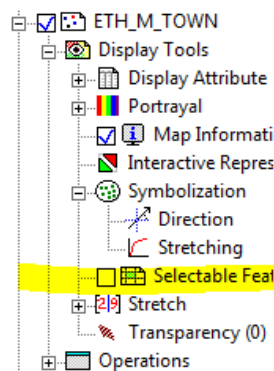 ETH_M_TOWN
Display Tools
Display Attribute
Portrayal
Map Informati
Interactive Repres
Symbolization
Direction
Stretching
Selectable Feat
Stretch
Transparency (0)
Operations